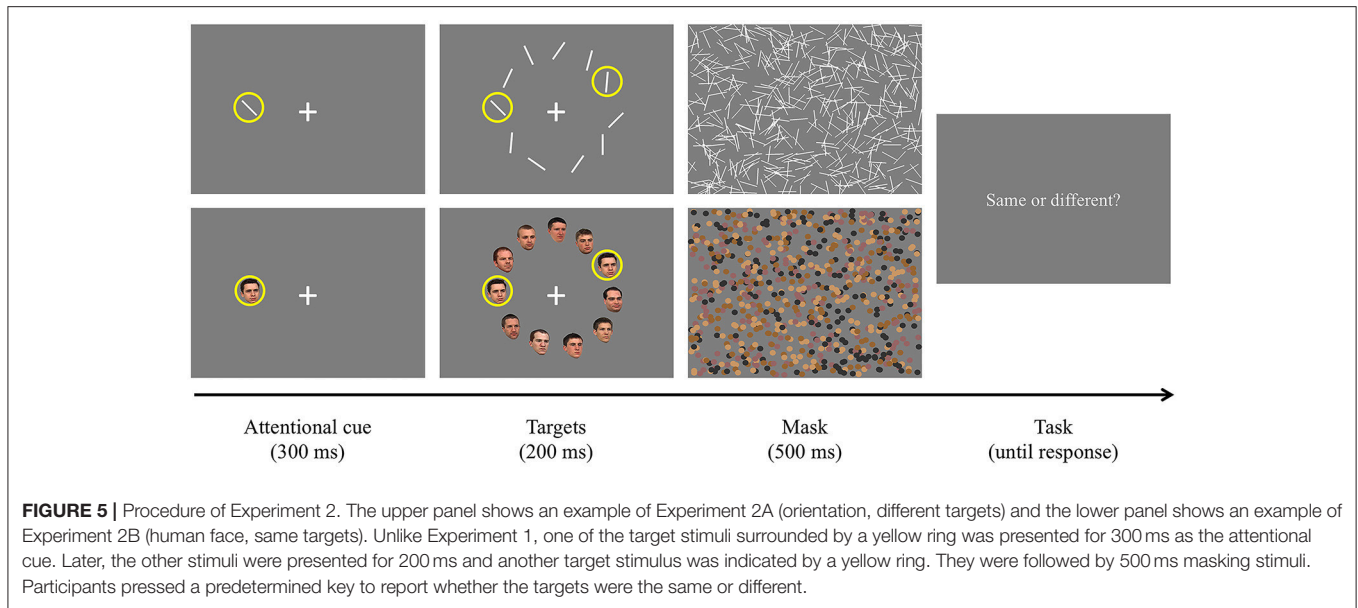 Same or different?
Attentional cue
(300 ms)
Targets
(200 ms)
Mask
(500 ms)
Task
(until response)
FIGURE 5 | Procedure of Experiment 2. The upper panel shows an example of Experiment 2A (orientation, different targets) and the lower panel shows an example of
Experiment 2B (human face, same targets). Unlike Experiment 1, one of the target stimuli surrounded by a yellow ring was presented for 300 ms as the attentional
cue. Later, the other stimuli were presented for 200 ms and another target stimulus was indicated by a yellow ring. They were followed by 500 ms masking stimuli.
Participants pressed a predetermined key to report whether the targets were the same or different.